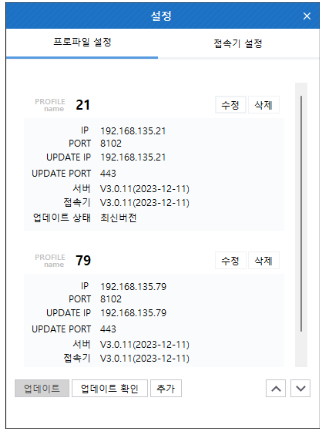 설정 ×
프로파일 설정 접속기 설정
PROFILE name 21 수정 삭제
IP 192.168.135.21
PORT 8102
UPDATE IP 192.168.135.21
UPDATE PORT 443
서버 V3.0.11(2023-12-11)
접속기 V3.0.11(2023-12-11)
업데이트 상태 최신버전
PROFILE name 79 수정 삭제
IP 192.168.135.79
PORT 8102
UPDATE IP 192.168.135.79
UPDATE PORT 443
서버 V3.0.11(2023-12-11)
접속기 V3.0.11(2023-12-11)
업데이트 업데이트 확인 추가